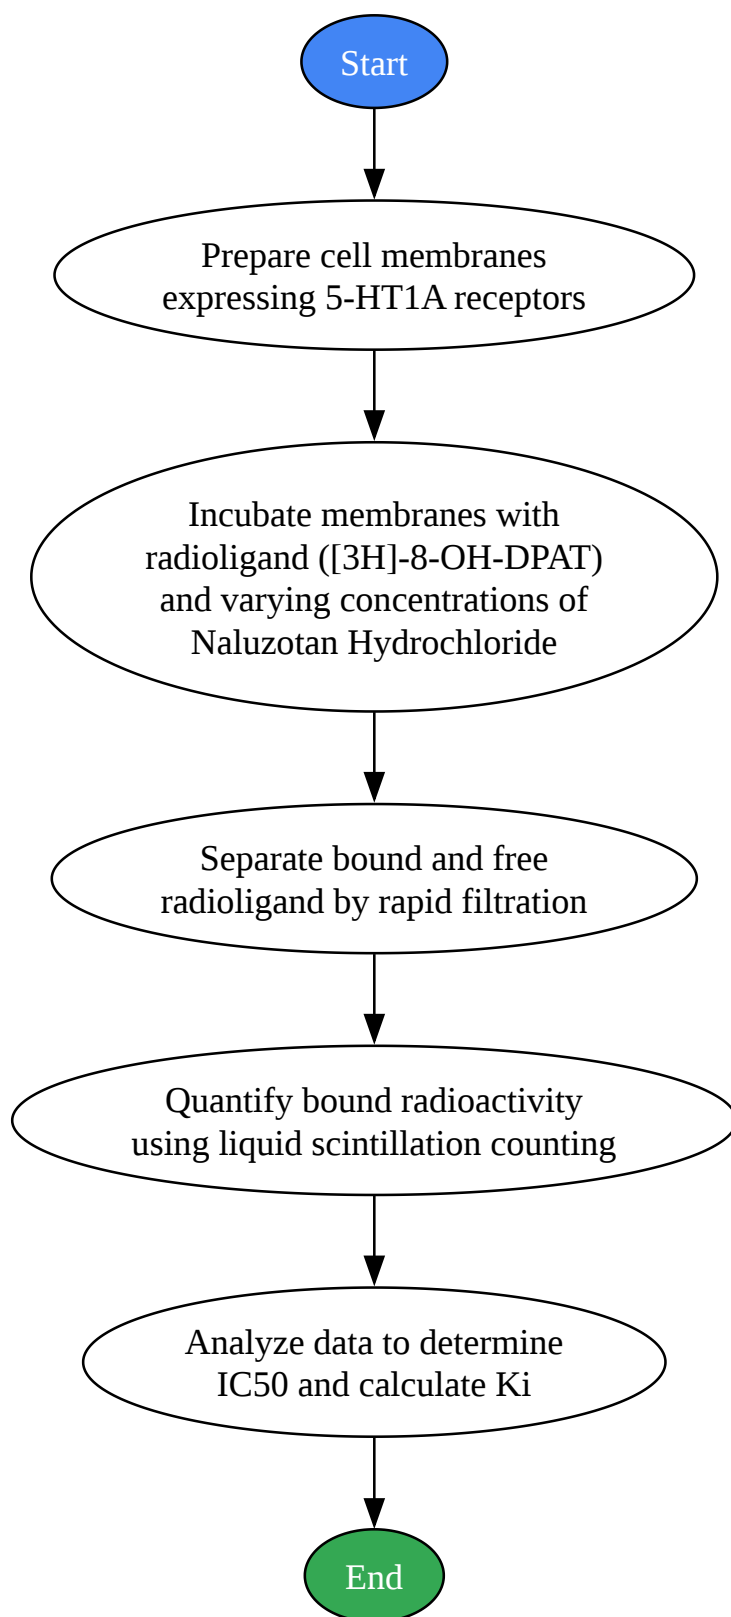 Start
Prepare cell membranes
expressing 5-HT1A receptors
Incubate membranes with
radioligand ([3H]-8-OH-DPAT)
and varying concentrations of
Naluzotan Hydrochloride
Separate bound and free
radioligand by rapid filtration
Quantify bound radioactivity
using liquid scintillation counting
Analyze data to determine
IC50 and calculate Ki
End